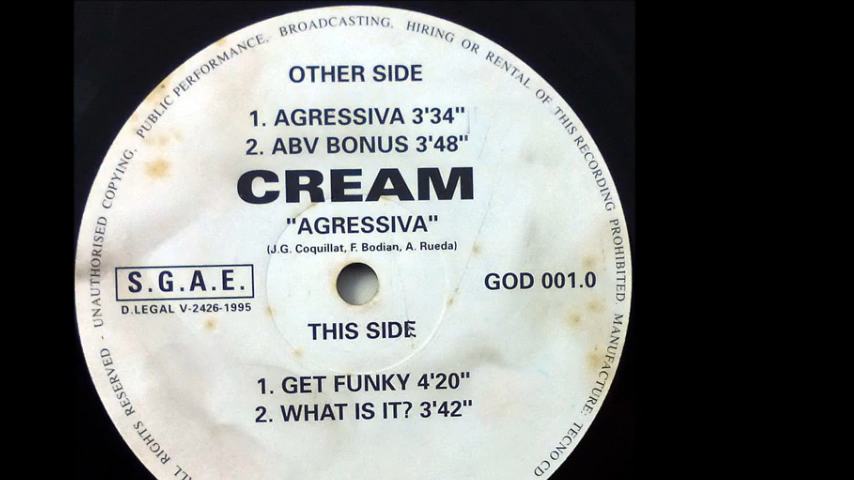 ALL RIGHTS RESERVED - UNAUTHORISED COPYING. PUBLIC PERFORMANCE. BROADCASTING. HIRING OR RENTAL OF THIS RECORDING PROHIBITED. MANUFACTURE: TECNO CD
OTHER SIDE
1. AGRESSIVA 3'34"
2. ABV BONUS 3'48"
CREAM
"AGRESSIVA"
(J.G. Coquillat, F. Bodian, A. Rueda)
S.G.A.E.
D.LEGAL V-2426-1995
GOD 001.0
THIS SIDE
1. GET FUNKY 4'20"
2. WHAT IS IT? 3'42"